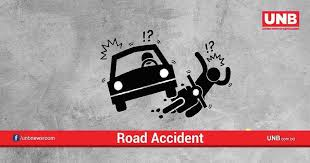 UNB
!?
!?
/unbnewsroom
Road Accident
UNB.com.bd